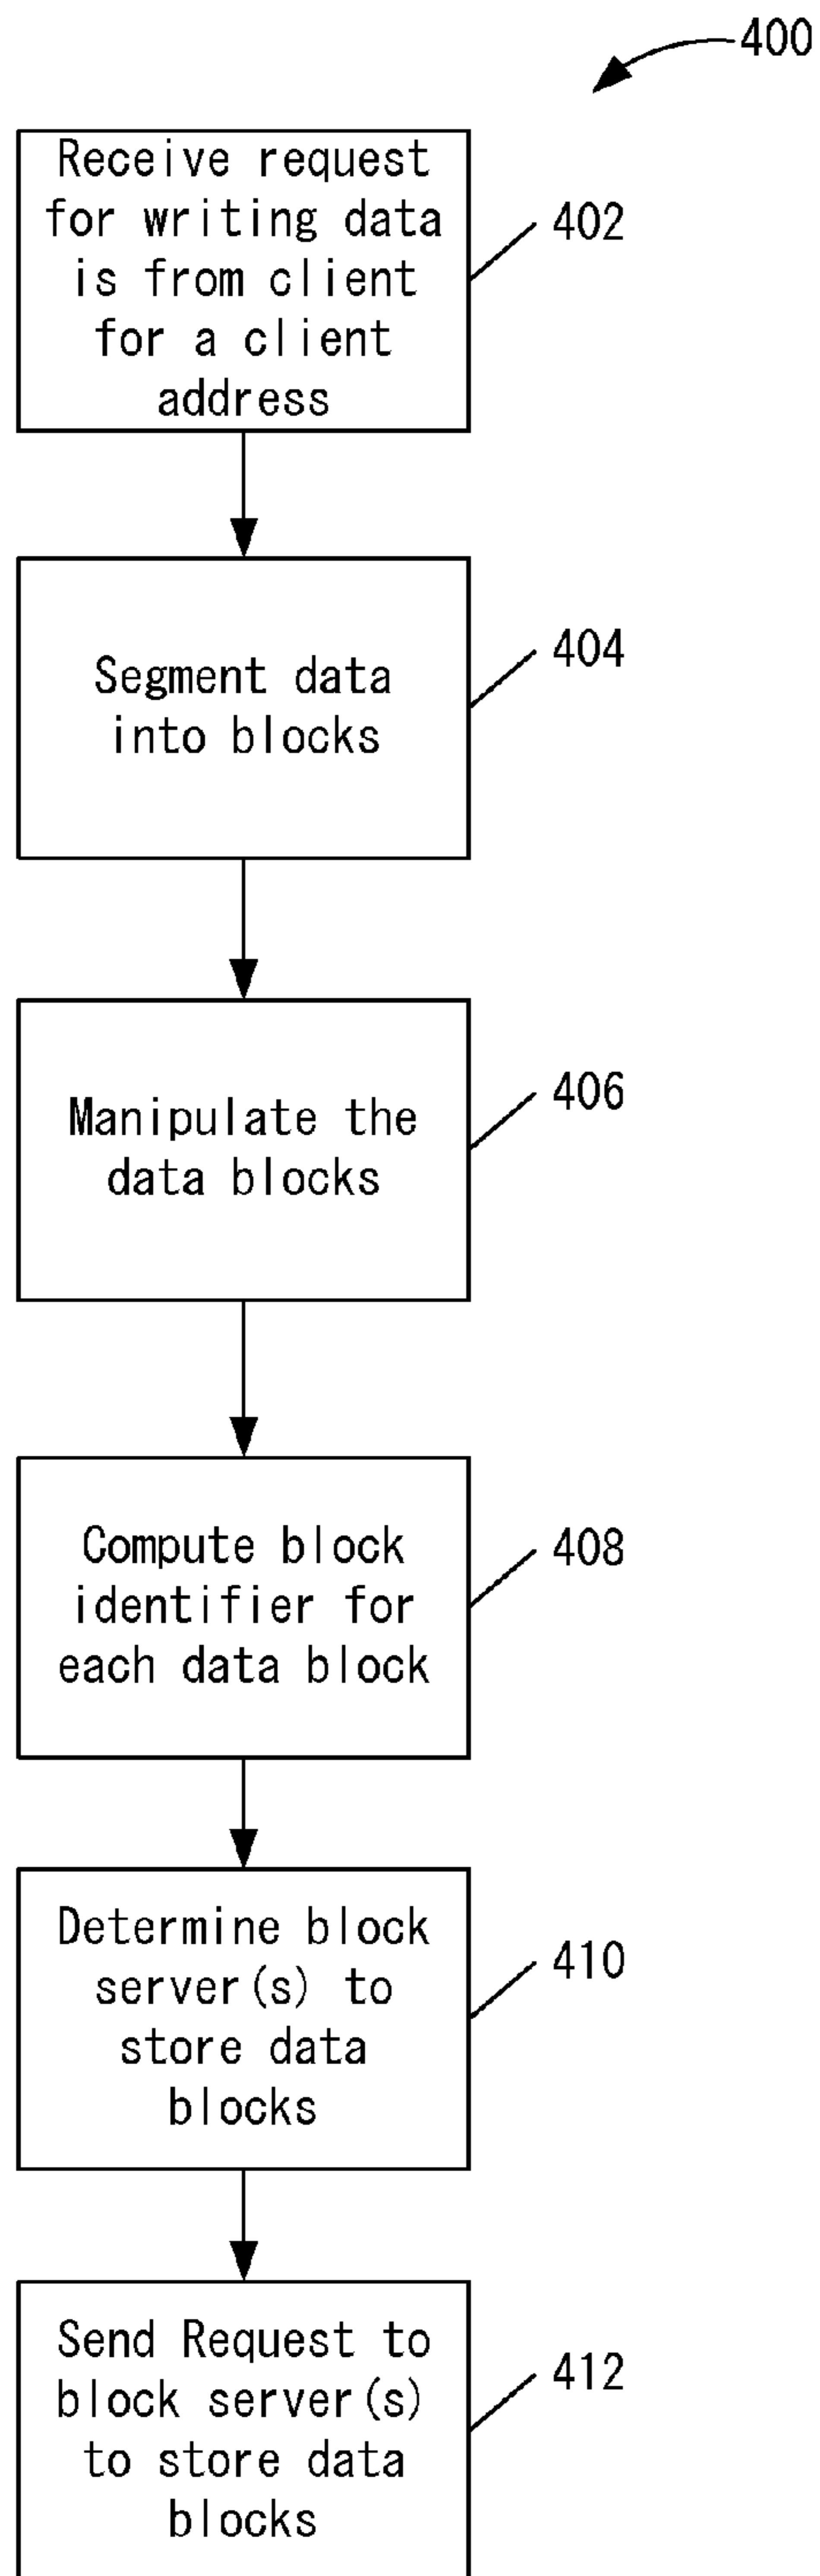 400
Receive request
for writing data
is from client
for a client
address
402
Segment data
into blocks
404
Manipulate the
data blocks
406
Compute block
identifier for
each data block
408
Determine block
server(s) to
store data
blocks
410
Send Request to
block server(s)
to store data
blocks
412